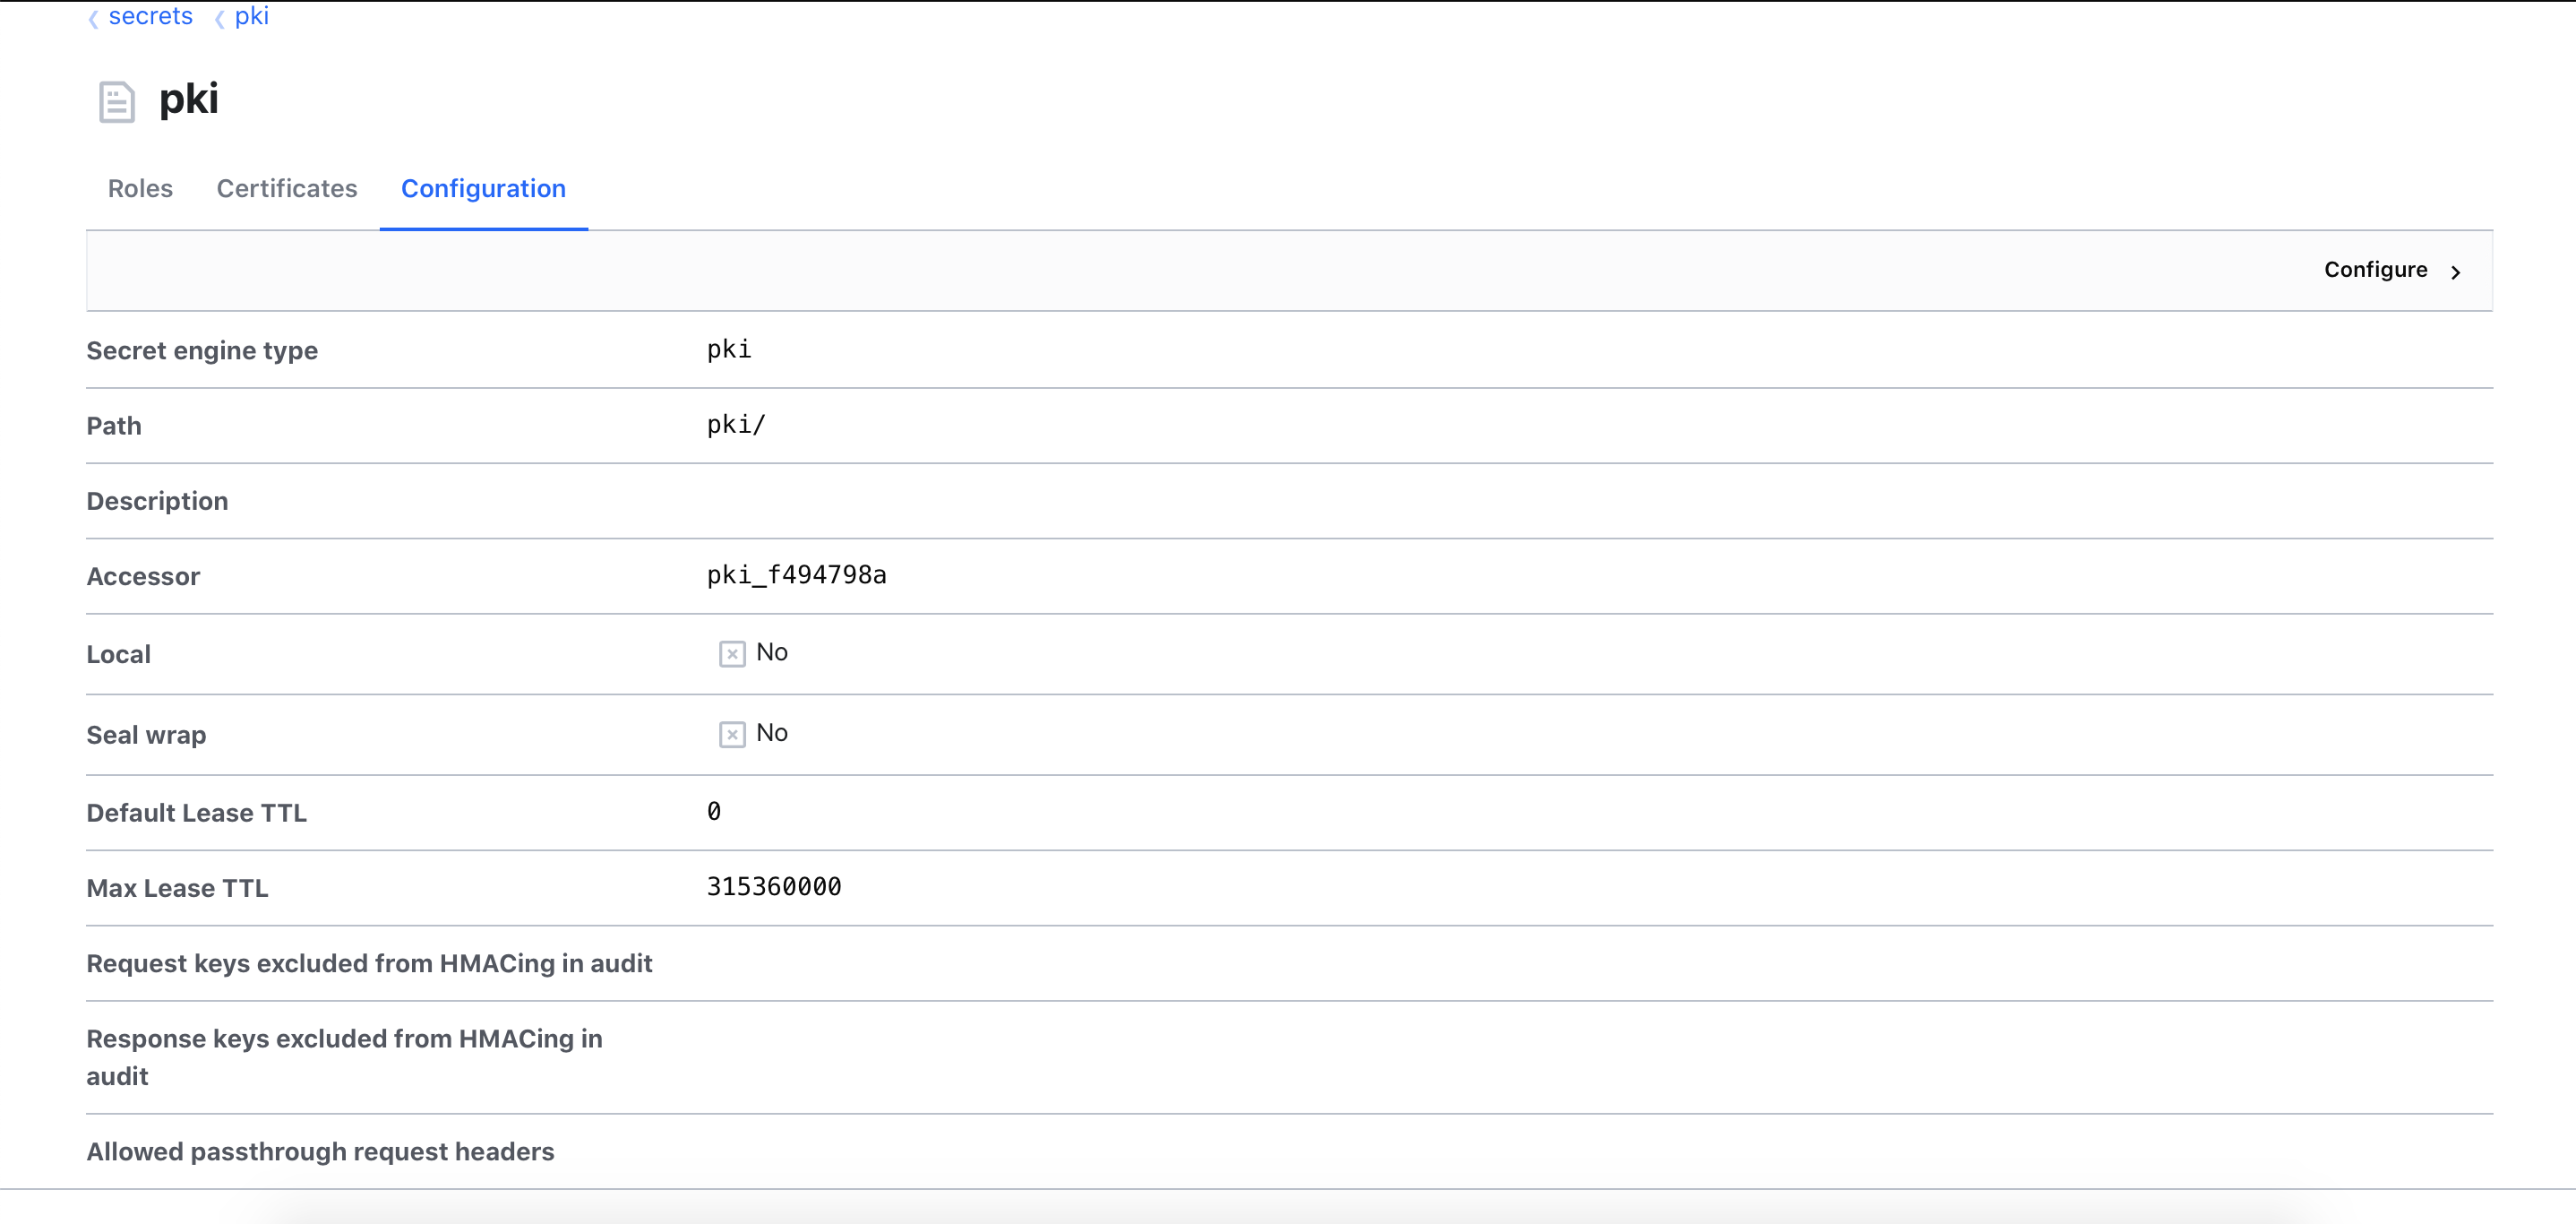 secrets pki
pki
Roles Certificates Configuration
Configure
Secret engine type pki
Path pki/
Description
Accessor pki_f494798a
Local No
Seal wrap No
Default Lease TTL 0
Max Lease TTL 315360000
Request keys excluded from HMACing in audit
Response keys excluded from HMACing in
audit
Allowed passthrough request headers